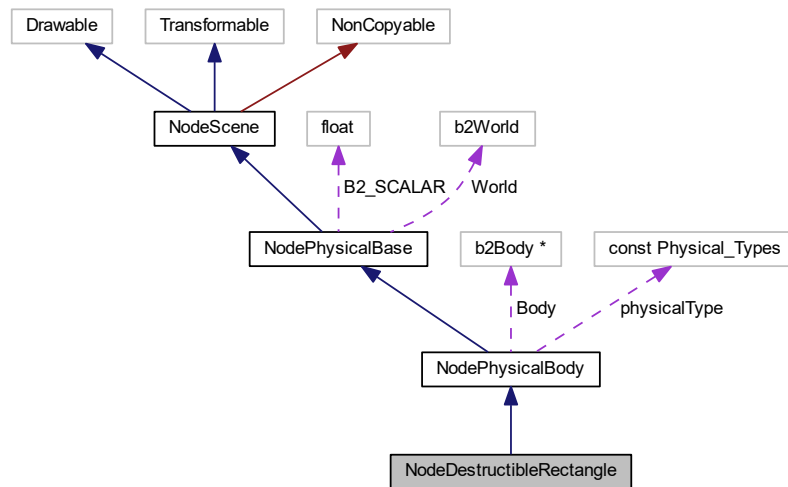 Drawable Transformable NonCopyable
NodeScene float b2World
B2_SCALAR World
NodePhysicalBase b2Body * const Physical_Types
Body physicalType
NodePhysicalBody
NodeDestructibleRectangle